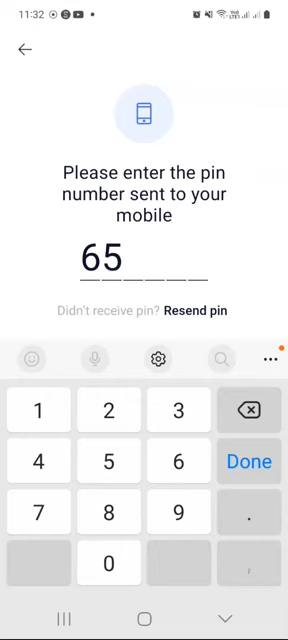 11:32
Please enter the pin
number sent to your
mobile
65
Didn't receive pin? Resend pin
1 2 3
4 5 6 Done
7 8 9 .
0 ,